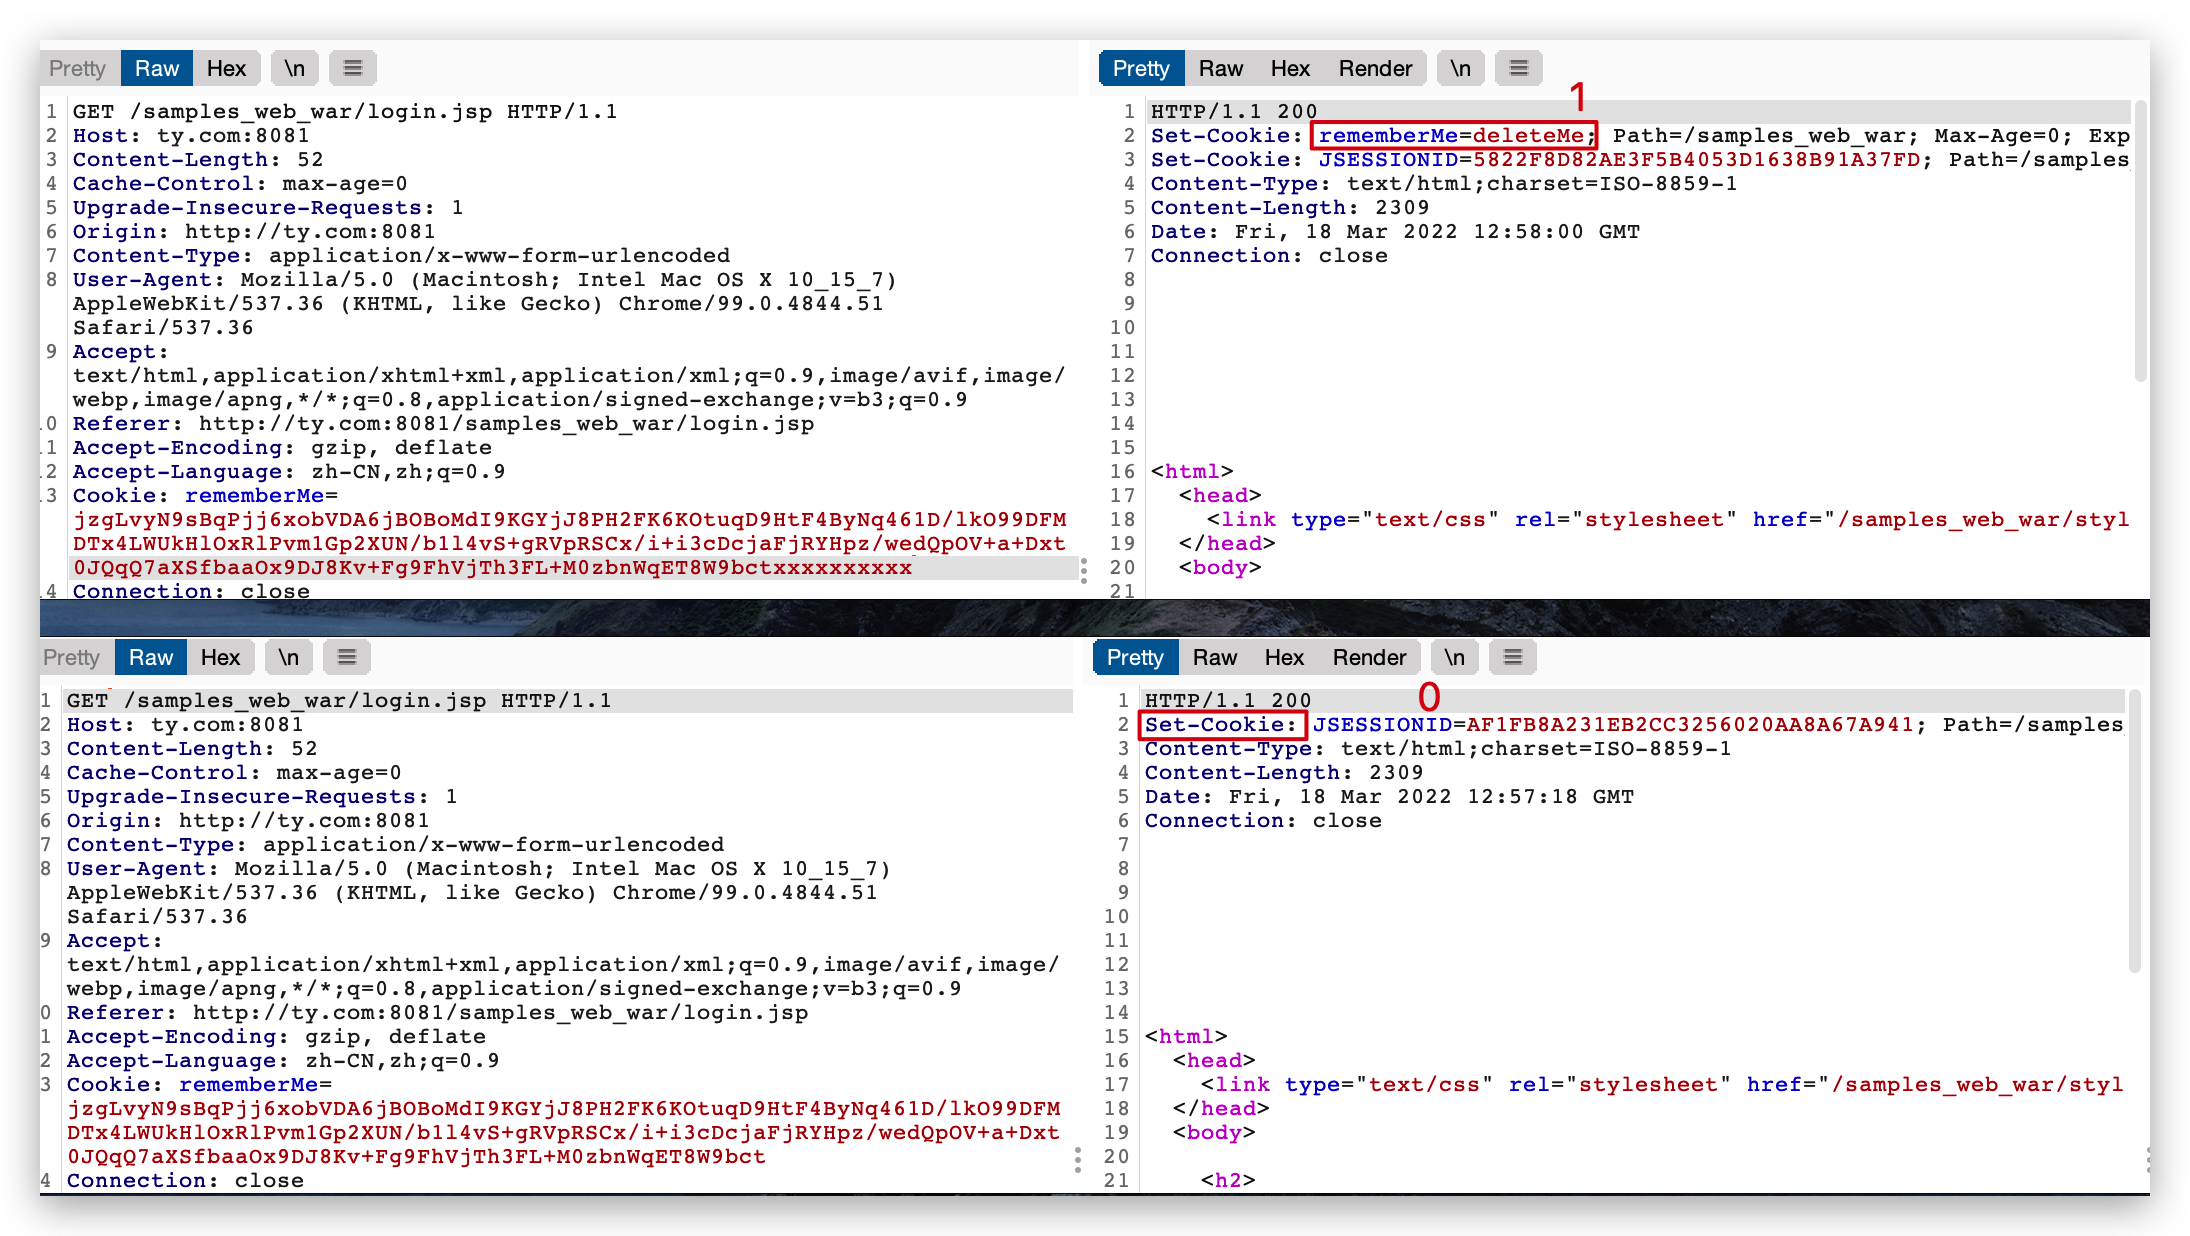 Pretty Raw Hex \n
1 GET /samples_web_war/login.jsp HTTP/1.1
2 Host: ty.com:8081
3 Content-Length: 52
4 Cache-Control: max-age=0
5 Upgrade-Insecure-Requests: 1
6 Origin: http://ty.com:8081
7 Content-Type: application/x-www-form-urlencoded
8 User-Agent: Mozilla/5.0 (Macintosh; Intel Mac OS X 10_15_7)
AppleWebKit/537.36 (KHTML, like Gecko) Chrome/99.0.4844.51
Safari/537.36
9 Accept:
text/html,application/xhtml+xml,application/xml;q=0.9,image/avif,image/
webp,image/apng,*/*;q=0.8,application/signed-exchange;v=b3;q=0.9
0 Referer: http://ty.com:8081/samples_web_war/login.jsp
1 Accept-Encoding: gzip, deflate
2 Accept-Language: zh-CN,zh;q=0.9
3 Cookie: rememberMe=
jzgLvyN9sBqPjj6xobVDA6jBOBoMdI9KGYjJ8PH2FK6KOtuqD9HtF4ByNq461D/lkO99DFM
DTx4LWUkHlOxRlPvm1Gp2XUN/b1l4vS+gRVpRSCx/i+i3cDcjaFjRYHpz/wedQpOV+a+Dxt
0JQqQ7aXSfbaaOx9DJ8Kv+Fg9FhVjTh3FL+M0zbnWqET8W9bctxxxxxxxxxx
4 Connection: close
Pretty Raw Hex Render \n
1
1 HTTP/1.1 200
2 Set-Cookie: rememberMe=deleteMe; Path=/samples_web_war; Max-Age=0; Exp
3 Set-Cookie: JSESSIONID=5822F8D82AE3F5B4053D1638B91A37FD; Path=/samples
4 Content-Type: text/html;charset=ISO-8859-1
5 Content-Length: 2309
6 Date: Fri, 18 Mar 2022 12:58:00 GMT
7 Connection: close
8
9
10
11
12
13
14
15
16 <html>
17 <head>
18 <link type="text/css" rel="stylesheet" href="/samples_web_war/styl
19 </head>
20 <body>
21
Pretty Raw Hex \n
1 GET /samples_web_war/login.jsp HTTP/1.1
2 Host: ty.com:8081
3 Content-Length: 52
4 Cache-Control: max-age=0
5 Upgrade-Insecure-Requests: 1
6 Origin: http://ty.com:8081
7 Content-Type: application/x-www-form-urlencoded
8 User-Agent: Mozilla/5.0 (Macintosh; Intel Mac OS X 10_15_7)
AppleWebKit/537.36 (KHTML, like Gecko) Chrome/99.0.4844.51
Safari/537.36
9 Accept:
text/html,application/xhtml+xml,application/xml;q=0.9,image/avif,image/
webp,image/apng,*/*;q=0.8,application/signed-exchange;v=b3;q=0.9
0 Referer: http://ty.com:8081/samples_web_war/login.jsp
1 Accept-Encoding: gzip, deflate
2 Accept-Language: zh-CN,zh;q=0.9
3 Cookie: rememberMe=
jzgLvyN9sBqPjj6xobVDA6jBOBoMdI9KGYjJ8PH2FK6KOtuqD9HtF4ByNq461D/lkO99DFM
DTx4LWUkHlOxRlPvm1Gp2XUN/b1l4vS+gRVpRSCx/i+i3cDcjaFjRYHpz/wedQpOV+a+Dxt
0JQqQ7aXSfbaaOx9DJ8Kv+Fg9FhVjTh3FL+M0zbnWqET8W9bct
4 Connection: close
Pretty Raw Hex Render \n
0
1 HTTP/1.1 200
2 Set-Cookie: JSESSIONID=AF1FB8A231EB2CC3256020AA8A67A941; Path=/samples
3 Content-Type: text/html;charset=ISO-8859-1
4 Content-Length: 2309
5 Date: Fri, 18 Mar 2022 12:57:18 GMT
6 Connection: close
7
8
9
10
11
12
13
14
15 <html>
16 <head>
17 <link type="text/css" rel="stylesheet" href="/samples_web_war/styl
18 </head>
19 <body>
20
21 <h2>